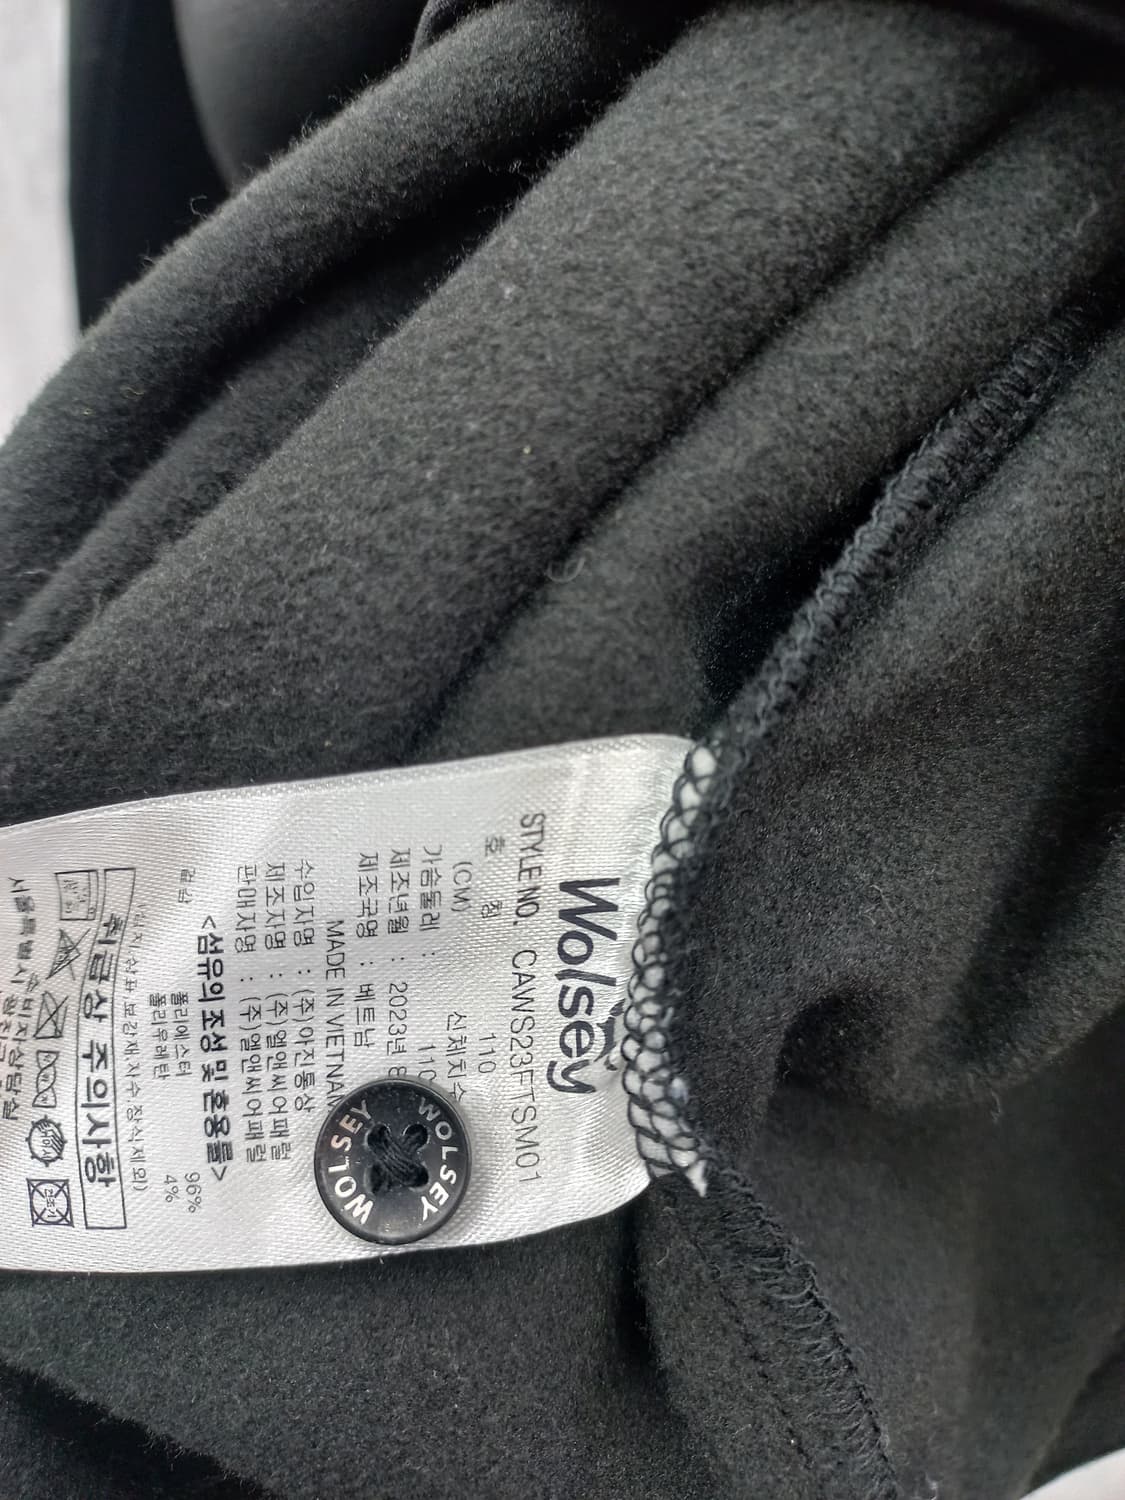 Wolsey
STYLE NO. CAWS23FTSM01
호 칭 110
(CM) 신체치수
가슴둘레 : 110
제조년월 : 2023년 8
제조국명 : 베트남
MADE IN VIETNAM
수입자명 : (주)아진통상
제조자명 : (주)엘앤씨어패럴
판매자명 : (주)엘앤씨어패럴
<섬유의 조성 및 혼용률>
겉감 폴리에스터 96%
폴리우레탄 4%
취급상 주의사항
WOLSEY
WOLSEY